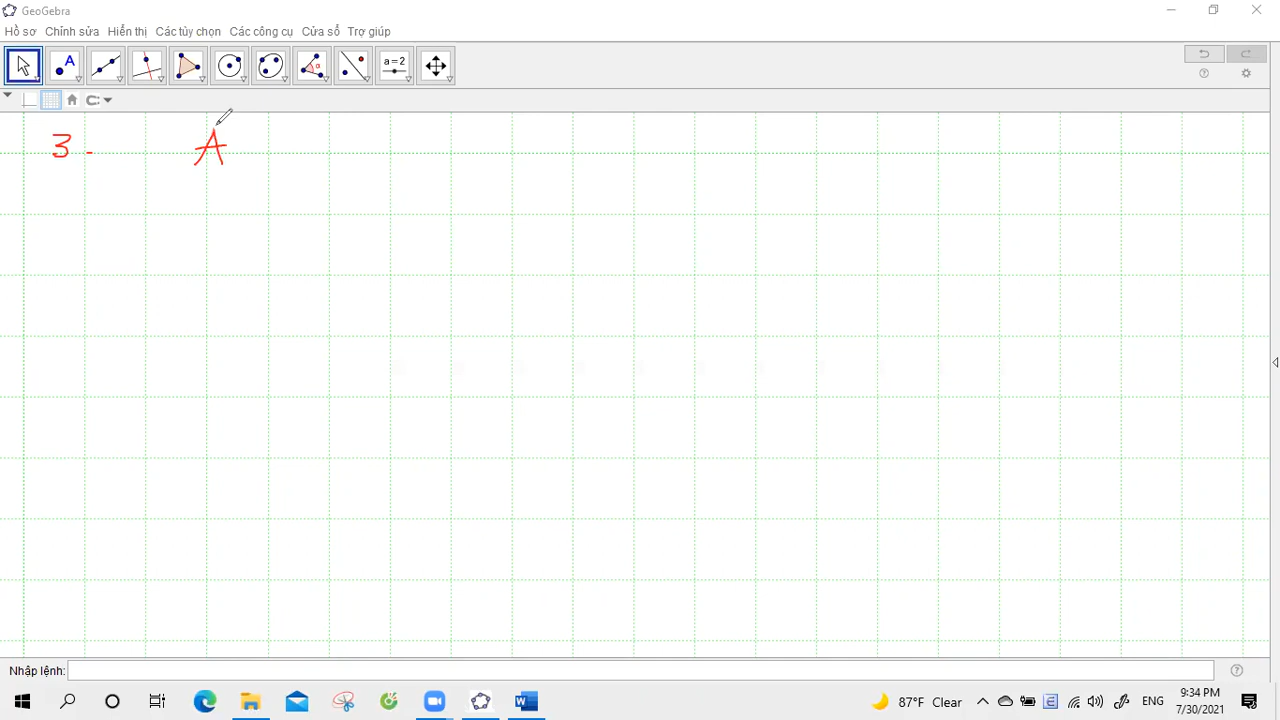 GeoGebra
Hồ sơ Chỉnh sửa Hiển thị Các tùy chọn Các công cụ Cửa sổ Trợ giúp
A a=2
3 - A
Nhập lệnh:
87°F Clear ENG 9:34 PM
7/30/2021